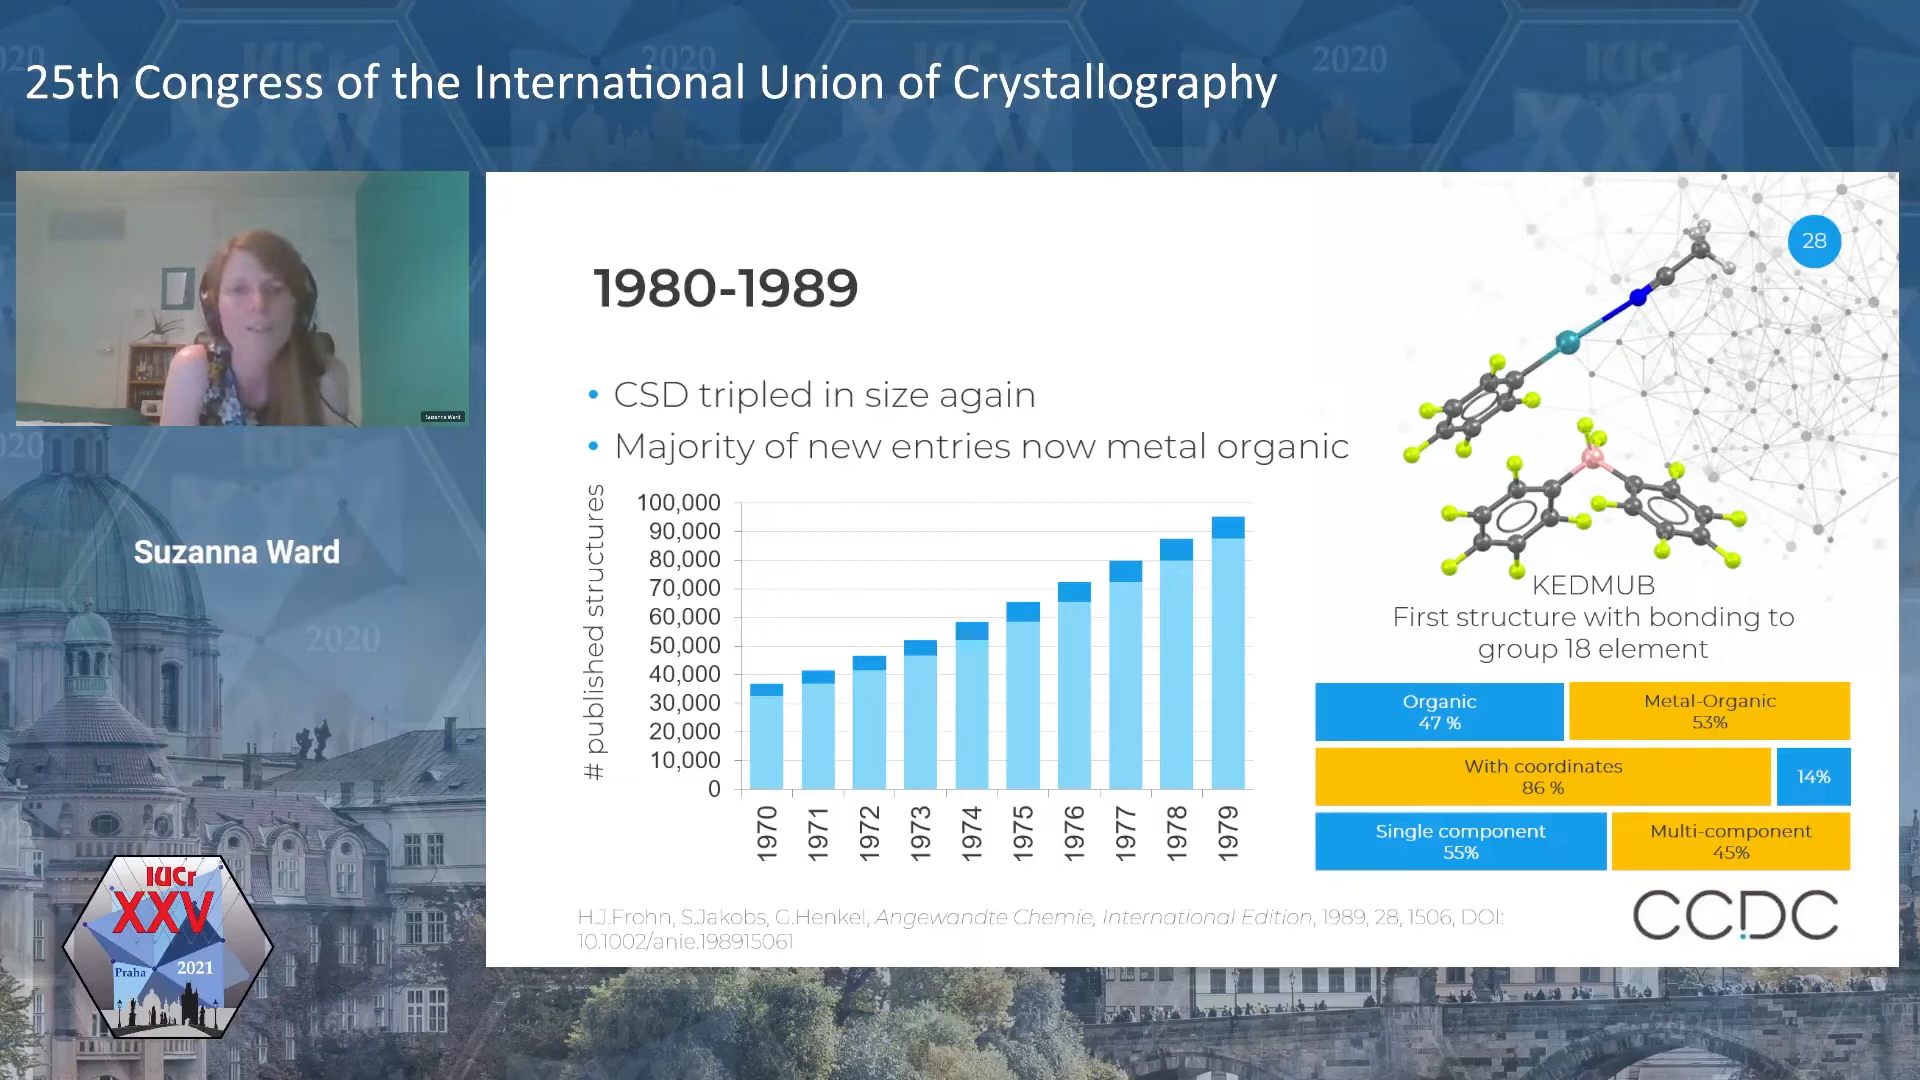 25th Congress of the International Union of Crystallography
Suzanna Ward
Suzanna Ward
28
1980-1989
• CSD tripled in size again
• Majority of new entries now metal organic
# published structures
100,000
90,000
80,000
70,000
60,000
50,000
40,000
30,000
20,000
10,000
0
1970
1971
1972
1973
1974
1975
1976
1977
1978
1979
KEDMUB
First structure with bonding to
group 18 element
Organic
47 %
Metal-Organic
53%
With coordinates
86 %
14%
Single component
55%
Multi-component
45%
H.J.Frohn, S.Jakobs, G.Henkel, Angewandte Chemie, International Edition, 1989, 28, 1506, DOI:
10.1002/anie.198915061
CCDC
IUCr
XXV
Praha 2021
2020
2020
2020